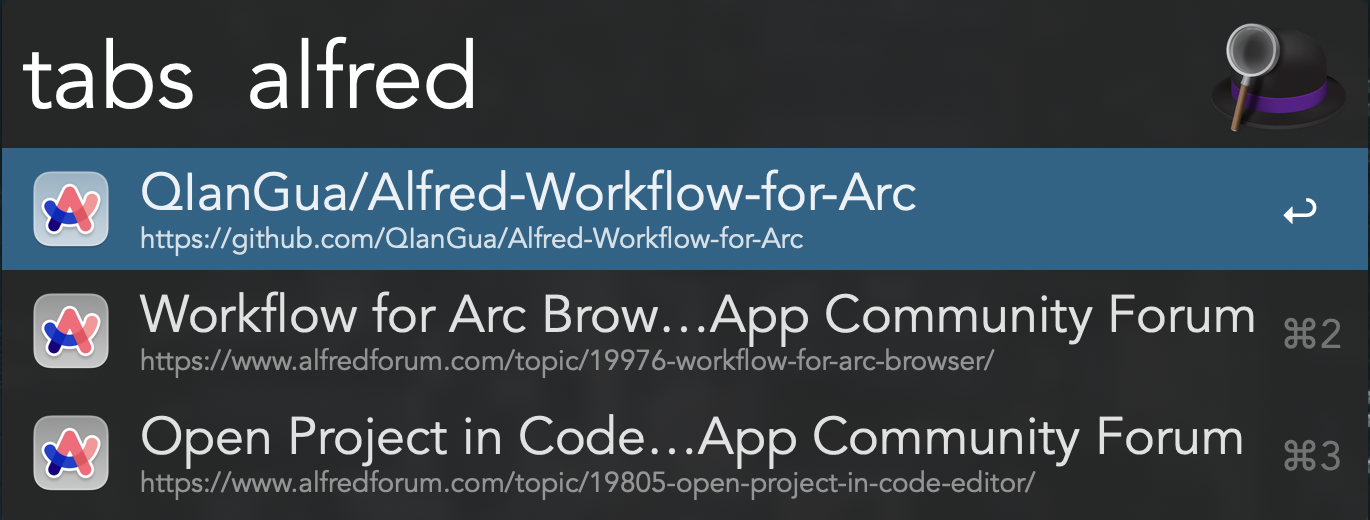 tabs alfred
QIanGua/Alfred-Workflow-for-Arc
https://github.com/QIanGua/Alfred-Workflow-for-Arc
Workflow for Arc Brow…App Community Forum
⌘2
https://www.alfredforum.com/topic/19976-workflow-for-arc-browser/
Open Project in Code…App Community Forum
⌘3
https://www.alfredforum.com/topic/19805-open-project-in-code-editor/